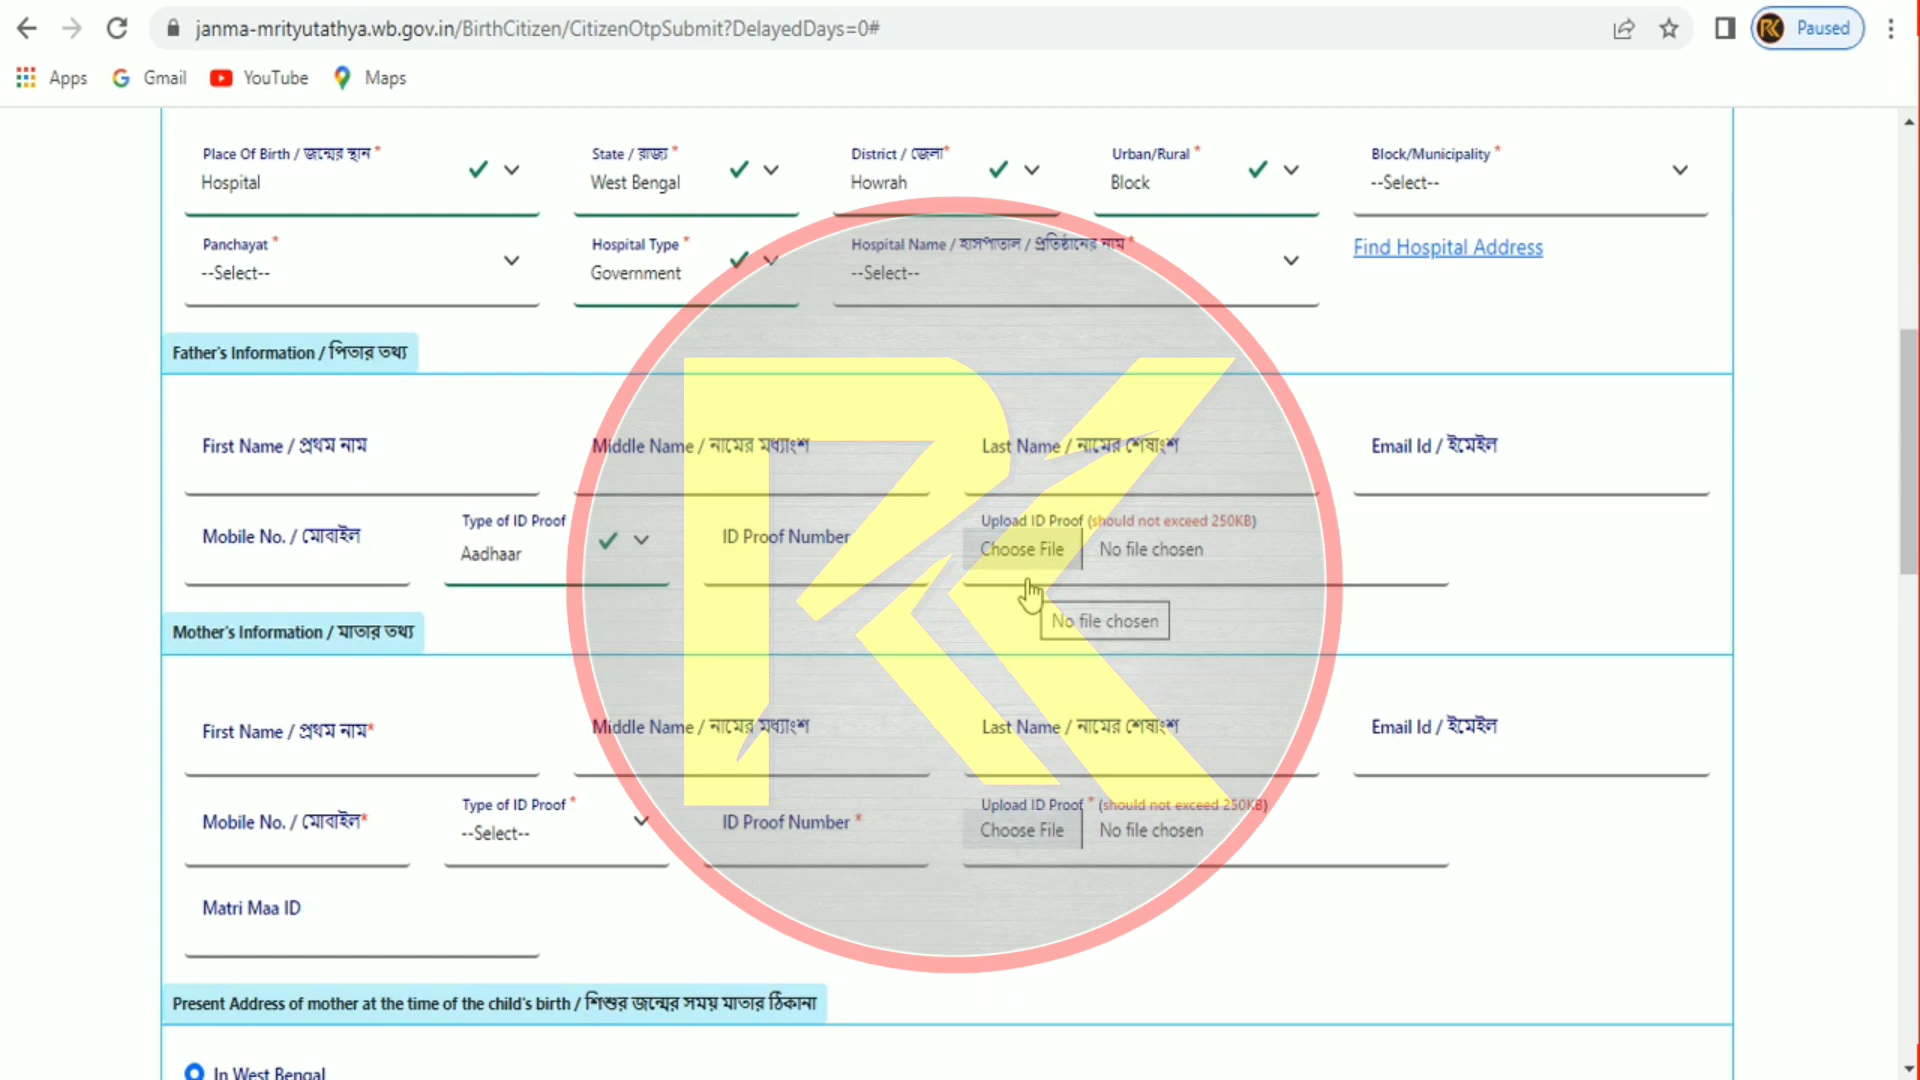 janma-mrityutathya.wb.gov.in/BirthCitizen/CitizenOtpSubmit?DelayedDays=0#
Paused
Apps Gmail YouTube Maps
Place Of Birth / জন্মের স্থান * State / রাজ্য * District / জেলা* Urban/Rural * Block/Municipality *
Hospital West Bengal Howrah Block --Select--
Panchayat * Hospital Type * Hospital Name / হাসপাতাল / প্রতিষ্ঠানের নাম * Find Hospital Address
--Select-- Government --Select--
Father's Information / পিতার তথ্য
First Name / প্রথম নাম Middle Name / নামের মধ্যাংশ Last Name / নামের শেষাংশ Email Id / ইমেইল
Mobile No. / মোবাইল Type of ID Proof ID Proof Number Upload ID Proof (should not exceed 250KB)
Aadhaar Choose File No file chosen
No file chosen
Mother's Information / মাতার তথ্য
First Name / প্রথম নাম* Middle Name / নামের মধ্যাংশ Last Name / নামের শেষাংশ Email Id / ইমেইল
Mobile No. / মোবাইল* Type of ID Proof * ID Proof Number * Upload ID Proof * (should not exceed 250KB)
--Select-- Choose File No file chosen
Matri Maa ID
Present Address of mother at the time of the child's birth / শিশুর জন্মের সময় মাতার ঠিকানা
In West Bengal
RK